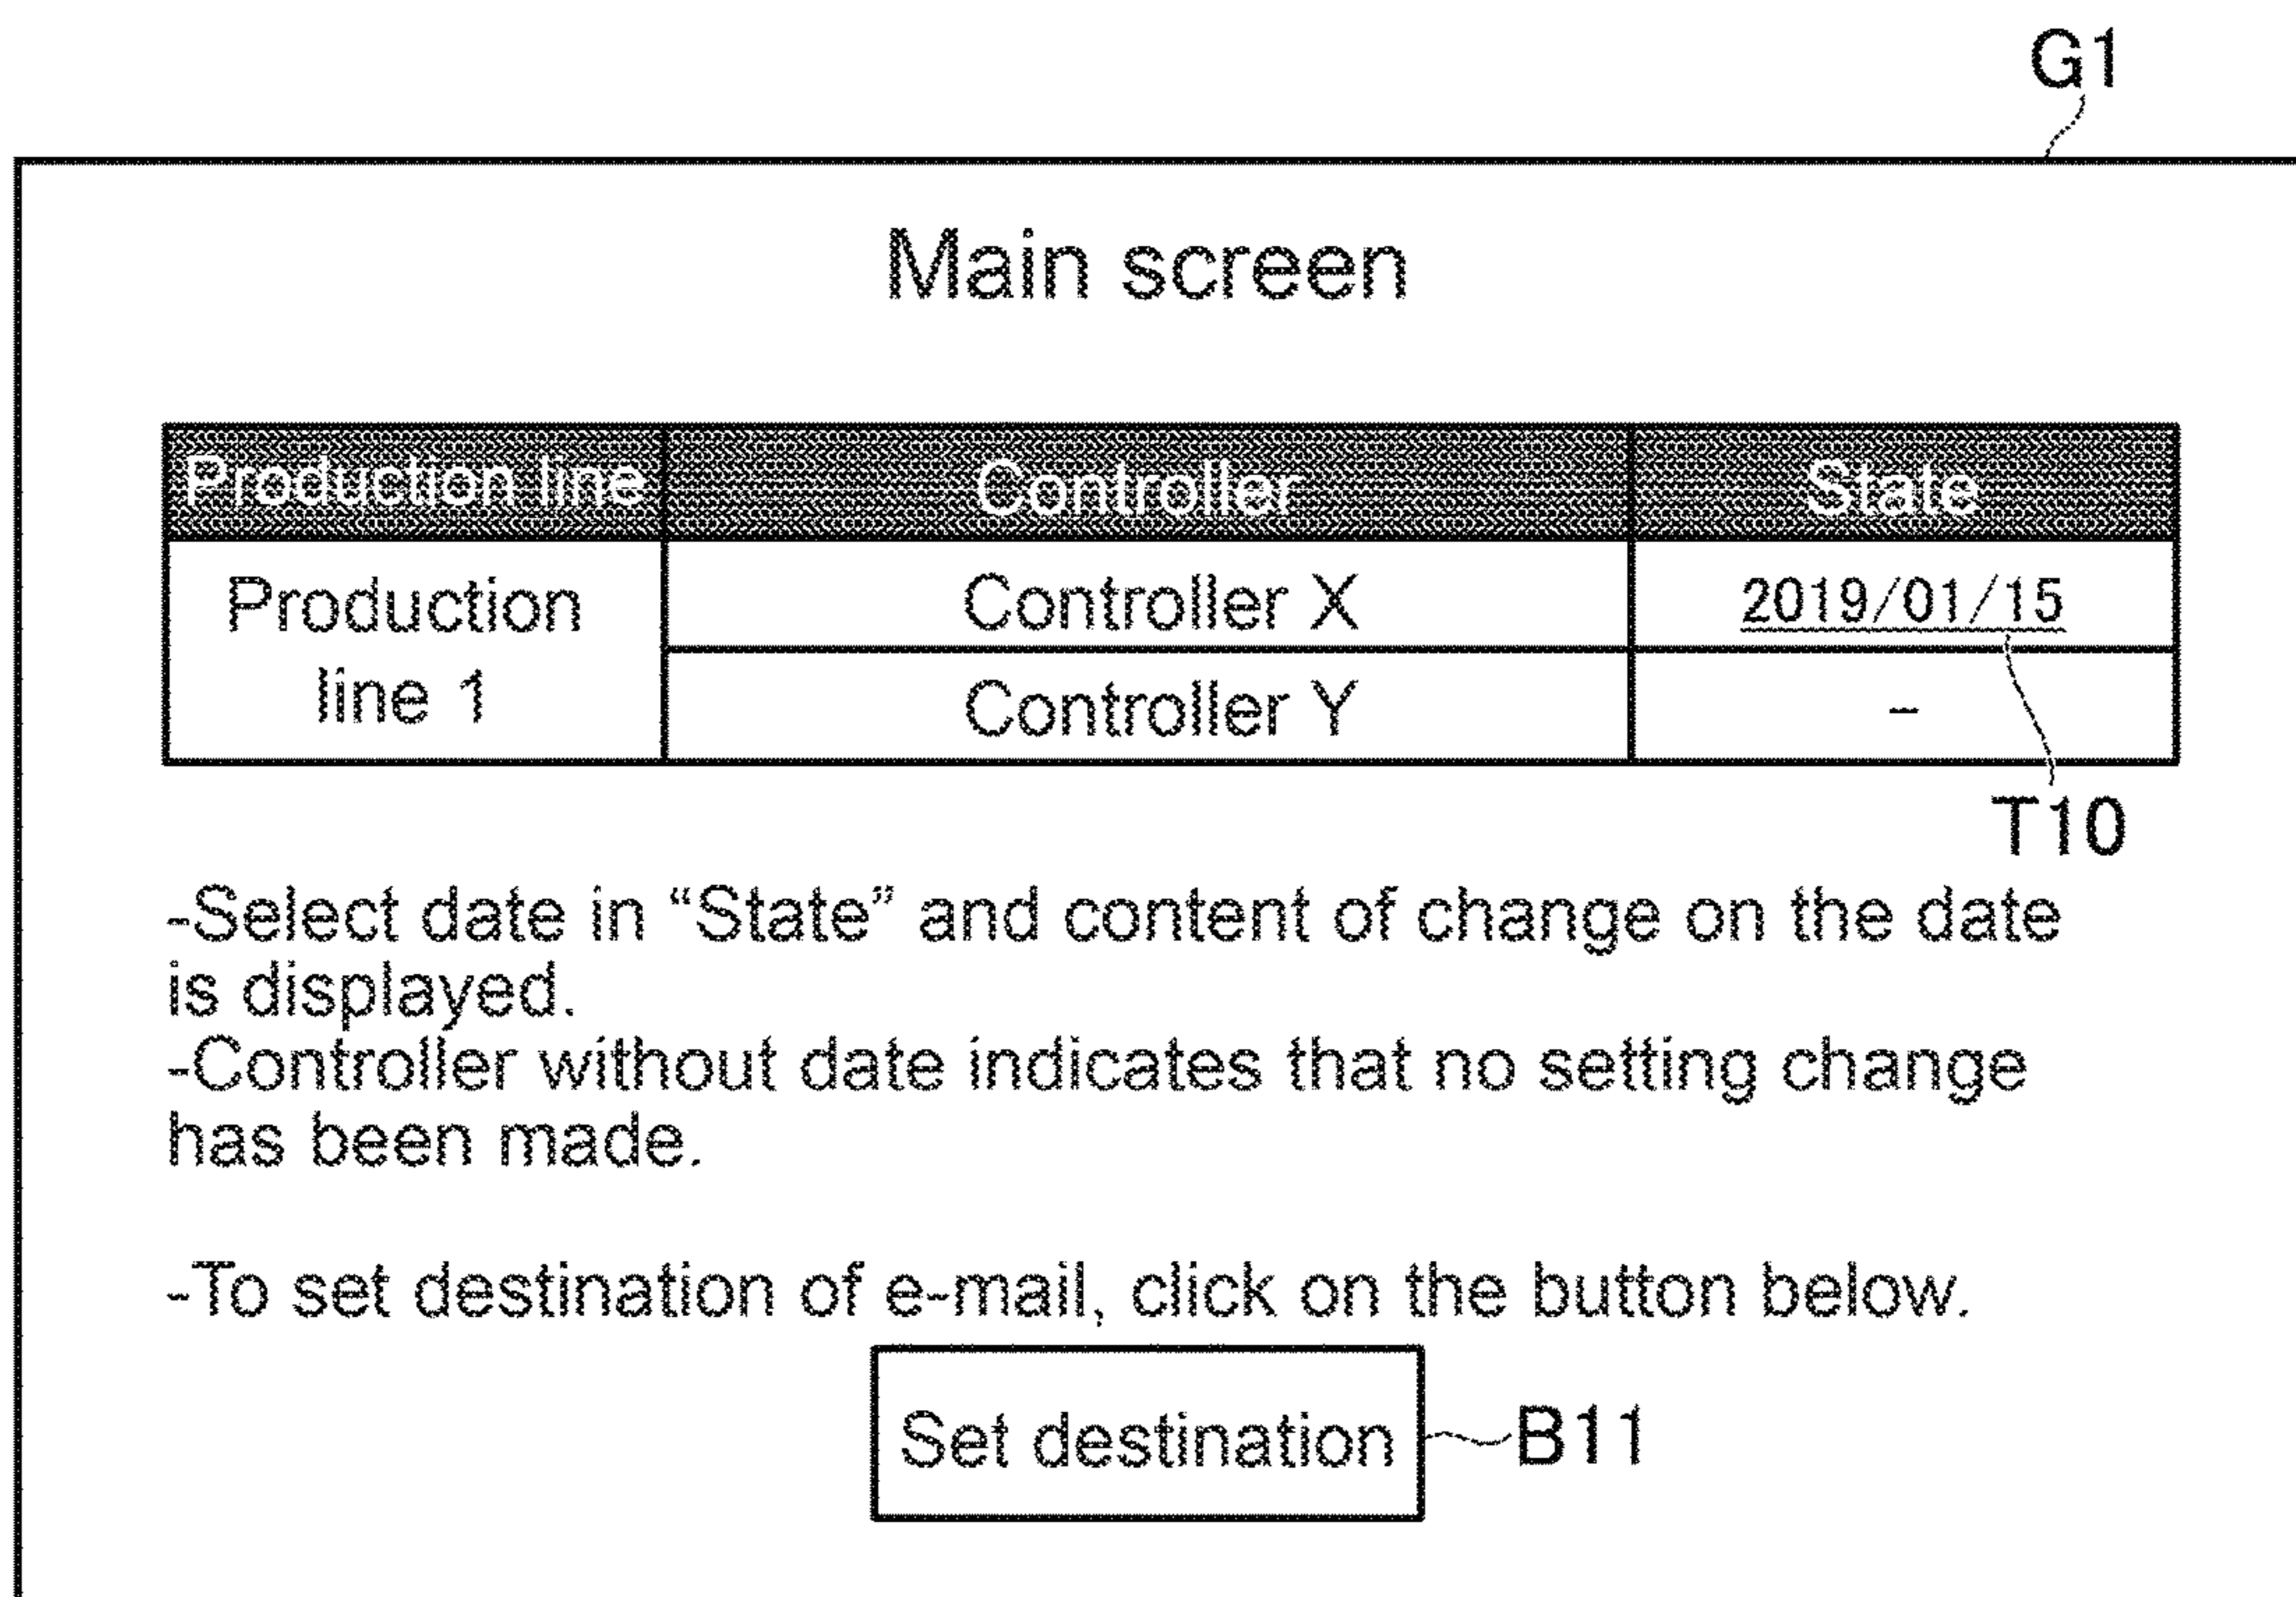 G1
Main screen
Production line Controller State
Production
line 1
Controller X 2019/01/15
Controller Y -
T10
-Select date in “State” and content of change on the date
is displayed.
-Controller without date indicates that no setting change
has been made.
-To set destination of e-mail, click on the button below.
Set destination B11